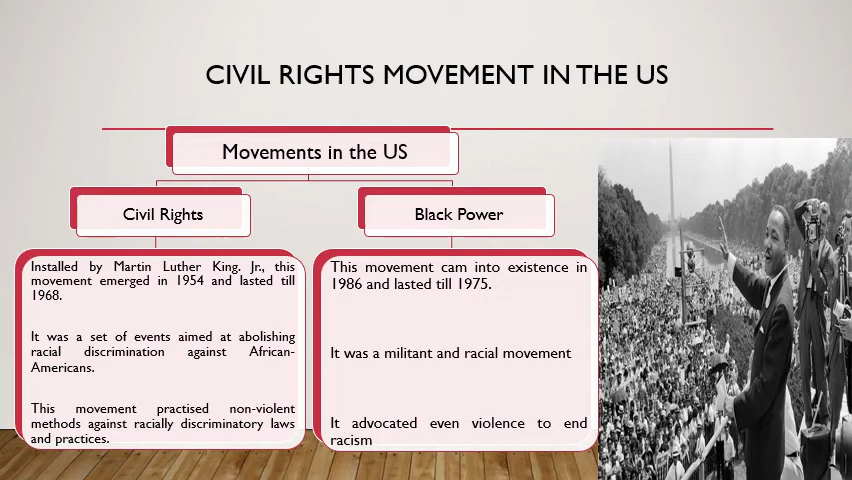 CIVIL RIGHTS MOVEMENT IN THE US
Movements in the US
Civil Rights
Black Power
Installed by Martin Luther King. Jr., this
movement emerged in 1954 and lasted till
1968.
It was a set of events aimed at abolishing
racial discrimination against African-
Americans.
This movement practised non-violent
methods against racially discriminatory laws
and practices.
This movement cam into existence in
1986 and lasted till 1975.
It was a militant and racial movement
It advocated even violence to end
racism